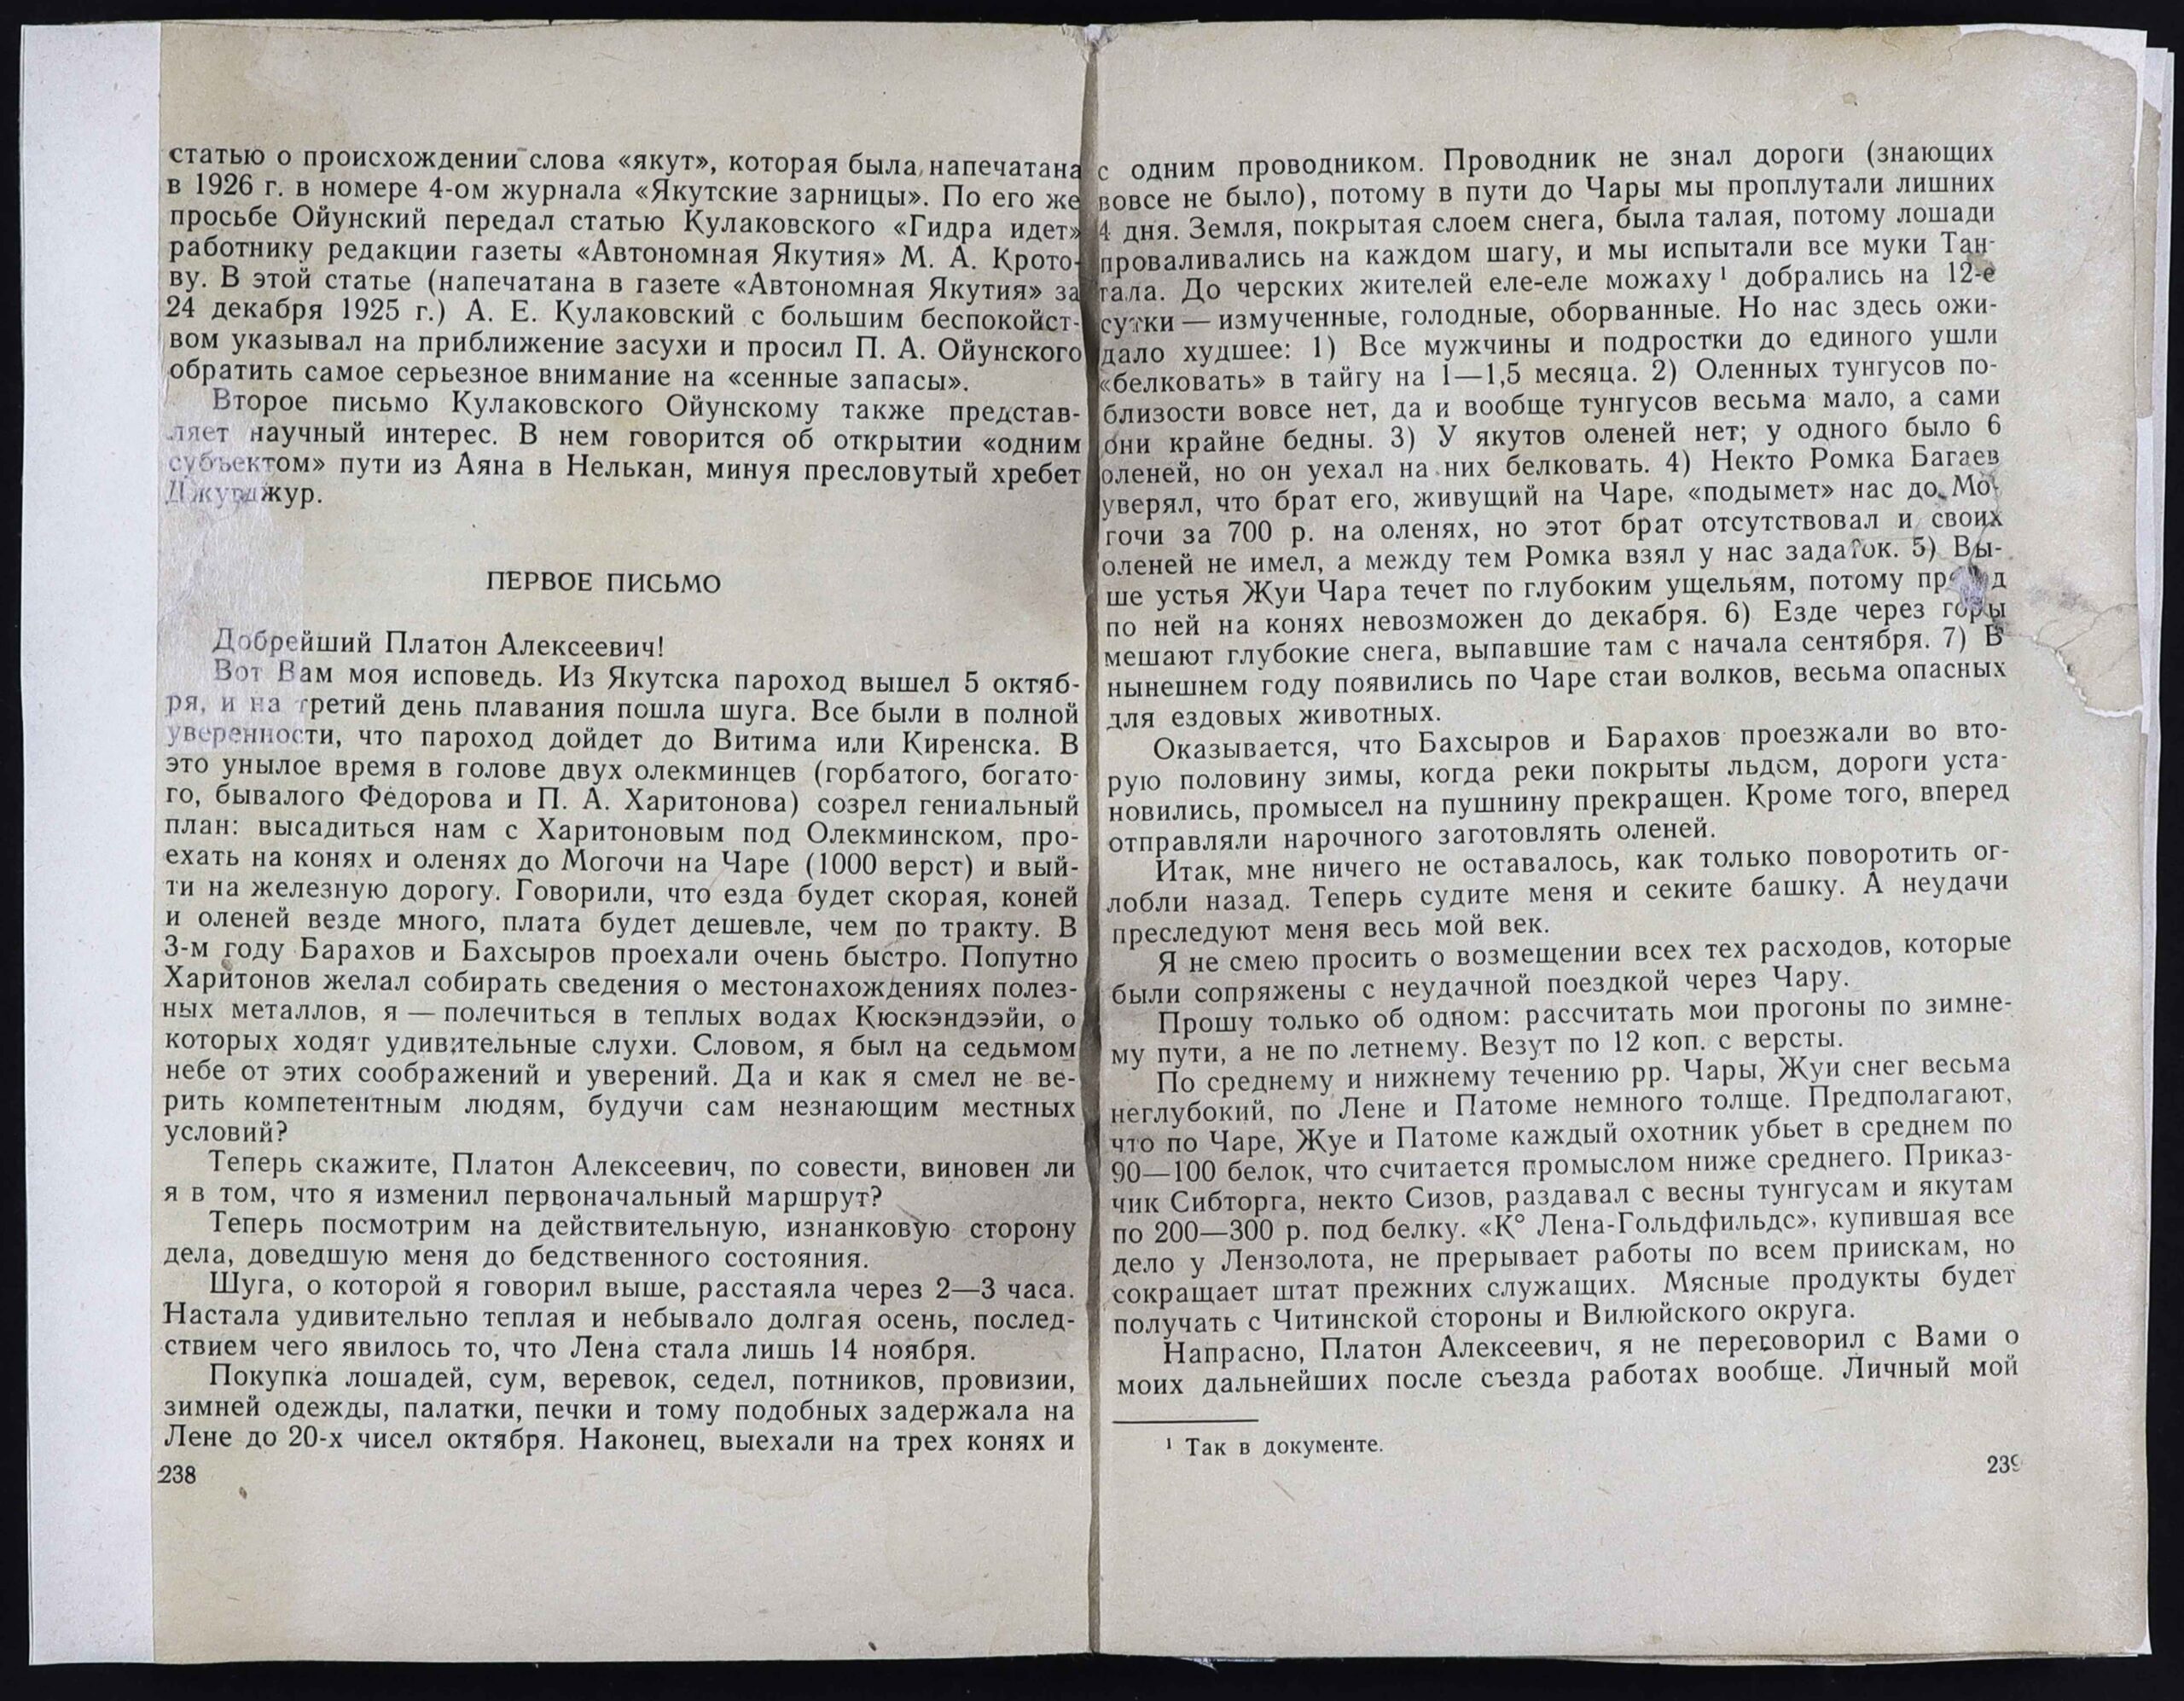 статью о происхождении слова «якут», которая была напечатана
в 1926 г. в номере 4-ом журнала «Якутские зарницы». По его же
просьбе Ойунский передал статью Кулаковского «Гидра идет»
работнику редакции газеты «Автономная Якутия» М. А. Крото-
ву. В этой статье (напечатана в газете «Автономная Якутия» за
24 декабря 1925 г.) А. Е. Кулаковский с большим беспокойст-
вом указывал на приближение засухи и просил П. А. Ойунского
обратить самое серьезное внимание на «сенные запасы».
Второе письмо Кулаковского Ойунскому также представ-
ляет научный интерес. В нем говорится об открытии «одним
субъектом» пути из Аяна в Нелькан, минуя пресловутый хребет
Джугджур.
ПЕРВОЕ ПИСЬМО
Добрейший Платон Алексеевич!
Вот Вам моя исповедь. Из Якутска пароход вышел 5 октяб-
ря, и на третий день плавания пошла шуга. Все были в полной
уверенности, что пароход дойдет до Витима или Киренска. В
это унылое время в голове двух олекминцев (горбатого, богато-
го, бывалого Федорова и П. А. Харитонова) созрел гениальный
план: высадиться нам с Харитоновым под Олекминском, про-
ехать на конях и оленях до Могочи на Чаре (1000 верст) и вый-
ти на железную дорогу. Говорили, что езда будет скорая, коней
и оленей везде много, плата будет дешевле, чем по тракту. В
3-м году Барахов и Бахсыров проехали очень быстро. Попутно
Харитонов желал собирать сведения о местонахождениях полез-
ных металлов, я — полечиться в теплых водах Кюскэндээйи, о
которых ходят удивительные слухи. Словом, я был на седьмом
небе от этих соображений и уверений. Да и как я смел не ве-
рить компетентным людям, будучи сам незнающим местных
условий?
Теперь скажите, Платон Алексеевич, по совести, виновен ли
я в том, что я изменил первоначальный маршрут?
Теперь посмотрим на действительную, изнанковую сторону
дела, доведшую меня до бедственного состояния.
Шуга, о которой я говорил выше, расстаяла через 2—3 часа.
Настала удивительно теплая и небывало долгая осень, послед-
ствием чего явилось то, что Лена стала лишь 14 ноября.
Покупка лошадей, сум, веревок, седел, потников, провизии,
зимней одежды, палатки, печки и тому подобных задержала на
Лене до 20-х чисел октября. Наконец, выехали на трех конях и
238
с одним проводником. Проводник не знал дороги (знающих
вовсе не было), потому в пути до Чары мы проплутали лишних
4 дня. Земля, покрытая слоем снега, была талая, потому лошади
проваливались на каждом шагу, и мы испытали все муки Тан-
тала. До черских жителей еле-еле можаху ¹ добрались на 12-е
сутки — измученные, голодные, оборванные. Но нас здесь ожи-
дало худшее: 1) Все мужчины и подростки до единого ушли
«белковать» в тайгу на 1—1,5 месяца. 2) Оленных тунгусов по-
близости вовсе нет, да и вообще тунгусов весьма мало, а сами
они крайне бедны. 3) У якутов оленей нет; у одного было 6
оленей, но он уехал на них белковать. 4) Некто Ромка Багаев
уверял, что брат его, живущий на Чаре, «подымет» нас до Мо-
гочи за 700 р. на оленях, но этот брат отсутствовал и своих
оленей не имел, а между тем Ромка взял у нас задаток. 5) Вы-
ше устья Жуи Чара течет по глубоким ущельям, потому проезд
по ней на конях невозможен до декабря. 6) Езде через горы
мешают глубокие снега, выпавшие там с начала сентября. 7) В
нынешнем году появились по Чаре стаи волков, весьма опасных
для ездовых животных.
Оказывается, что Бахсыров и Барахов проезжали во вто-
рую половину зимы, когда реки покрыты льдом, дороги уста-
новились, промысел на пушнину прекращен. Кроме того, вперед
отправляли нарочного заготовлять оленей.
Итак, мне ничего не оставалось, как только поворотить ог-
лобли назад. Теперь судите меня и секите башку. А неудачи
преследуют меня весь мой век.
Я не смею просить о возмещении всех тех расходов, которые
были сопряжены с неудачной поездкой через Чару.
Прошу только об одном: рассчитать мои прогоны по зимне-
му пути, а не по летнему. Везут по 12 коп. с версты.
По среднему и нижнему течению рр. Чары, Жуи снег весьма
неглубокий, по Лене и Патоме немного толще. Предполагают,
что по Чаре, Жуе и Патоме каждый охотник убьет в среднем по
90—100 белок, что считается промыслом ниже среднего. Приказ-
чик Сибторга, некто Сизов, раздавал с весны тунгусам и якутам
по 200—300 р. под белку. «К° Лена-Гольдфильдс», купившая все
дело у Лензолота, не прерывает работы по всем приискам, но
сокращает штат прежних служащих. Мясные продукты будет
получать с Читинской стороны и Вилюйского округа.
Напрасно, Платон Алексеевич, я не переговорил с Вами о
моих дальнейших после съезда работах вообще. Личный мой
¹ Так в документе.
239